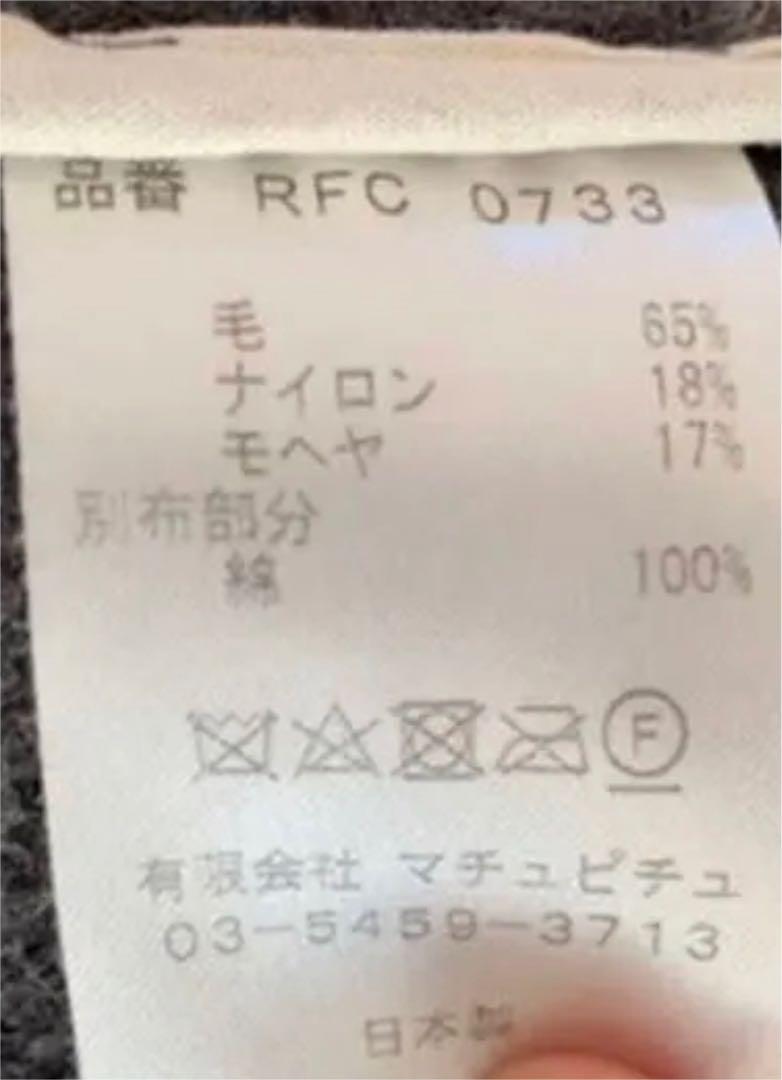 品番 RFC 0733
毛 65%
ナイロン 18%
モヘヤ 17%
別布部分
綿 100%
F
有限会社 マチュピチュ
03-5459-3713
日本製